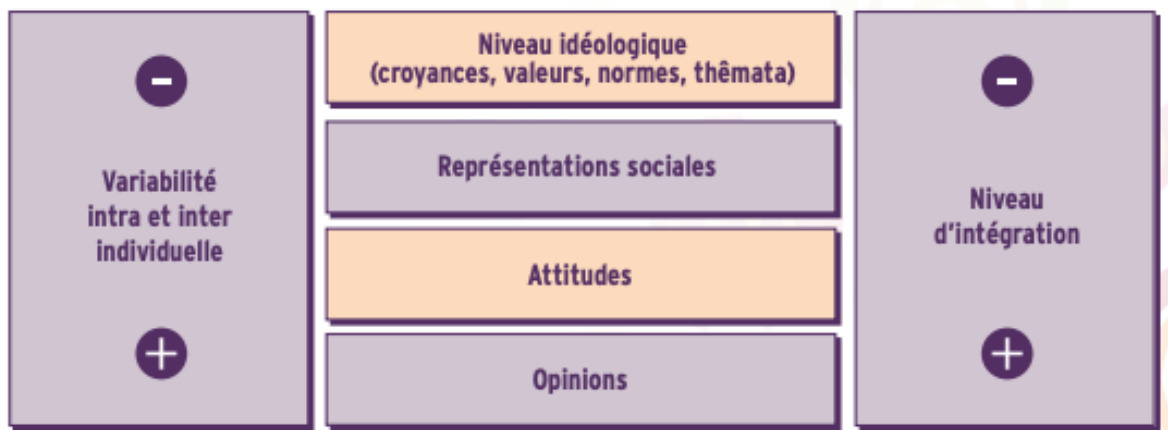 Niveau idéologique
(croyances, valeurs, normes, thêmata)
-
-
Variabilité
intra et inter
individuelle
Représentations sociales
Niveau
d'intégration
Attitudes
+
+
Opinions